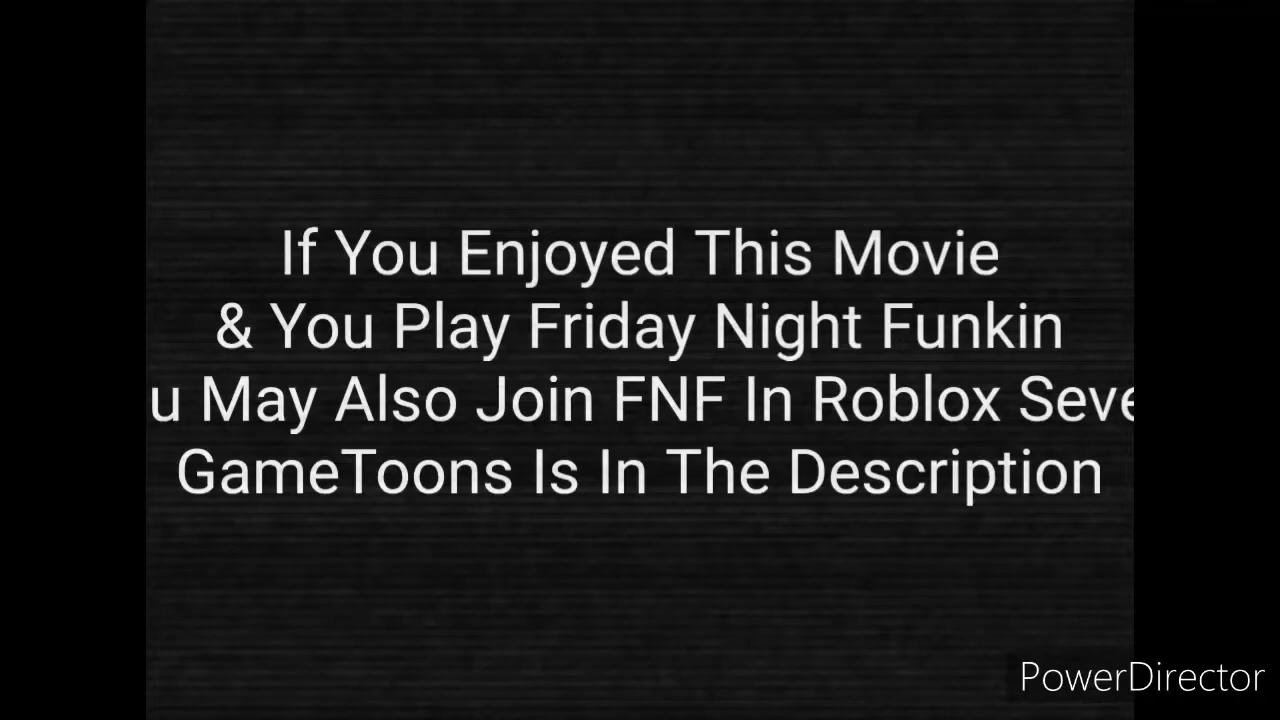 If You Enjoyed This Movie
& You Play Friday Night Funkin
u May Also Join FNF In Roblox Seve
GameToons Is In The Description
PowerDirector